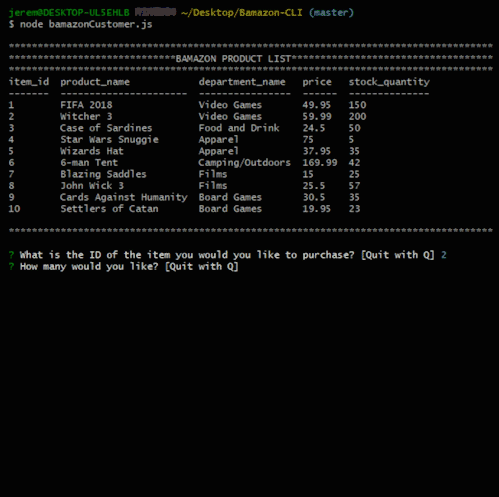 jerem@DESKTOP-UL5EHLB ~/Desktop/Bamazon-CLI (master)
$ node bamazonCustomer.js
************************************************************************************
*****************************BAMAZON PRODUCT LIST***********************************
************************************************************************************
item_id product_name department_name price stock_quantity
------- ---------------------- ---------------- ------ --------------
1 FIFA 2018 Video Games 49.95 150
2 Witcher 3 Video Games 59.99 200
3 Case of Sardines Food and Drink 24.5 50
4 Star Wars Snuggie Apparel 75 5
5 Wizards Hat Apparel 37.95 35
6 6-man Tent Camping/Outdoors 169.99 42
7 Blazing Saddles Films 15 25
8 John Wick 3 Films 25.5 57
9 Cards Against Humanity Board Games 30.5 35
10 Settlers of Catan Board Games 19.95 23
************************************************************************************
? What is the ID of the item you would you like to purchase? [Quit with Q] 2
? How many would you like? [Quit with Q]